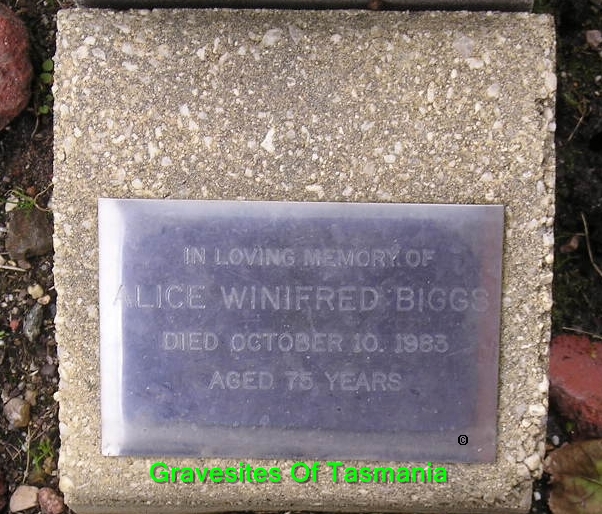 IN LOVING MEMORY OF
ALICE WINIFRED BIGGS
DIED OCTOBER 10. 1983
AGED 75 YEARS
©
Gravesites Of Tasmania